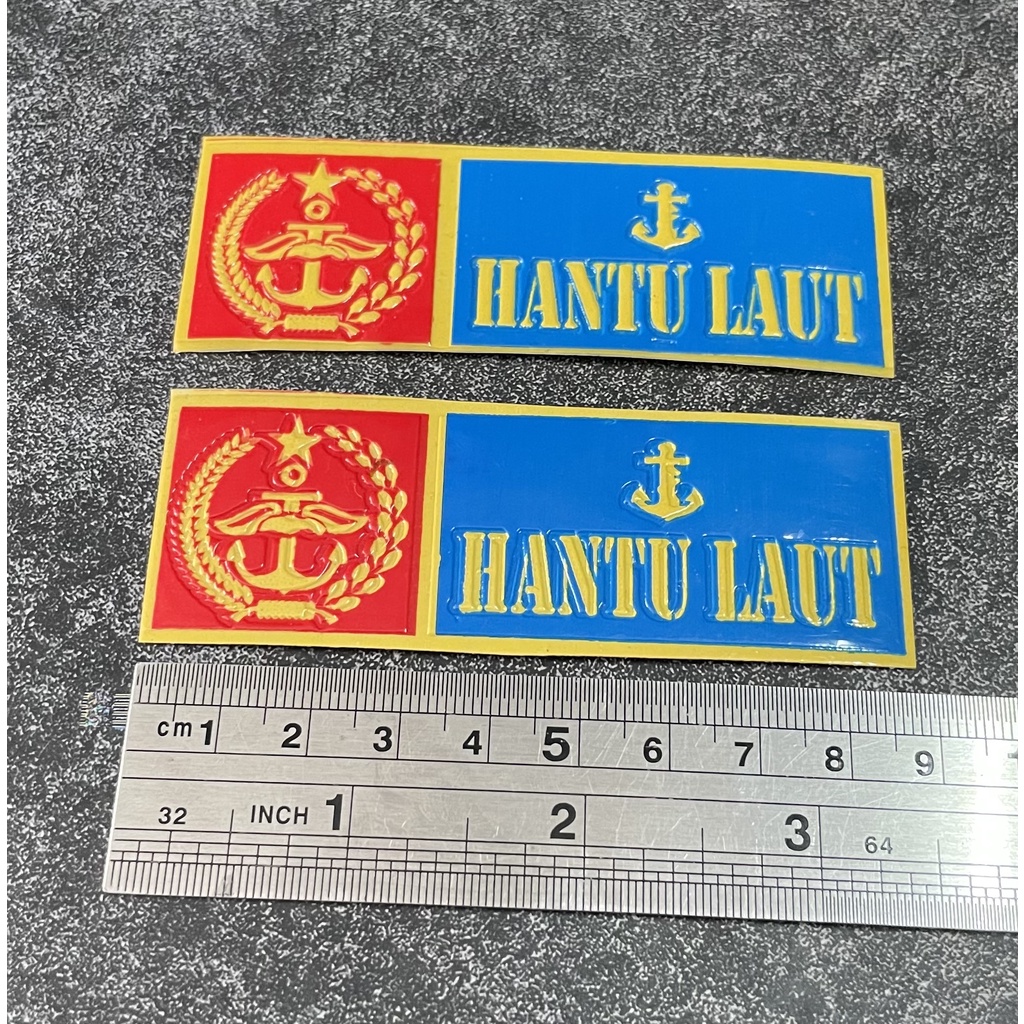 HANTU LAUT
HANTU LAUT
cm 1 2 3 4 5 6 7 8 9
32 INCH 1 2 3 64